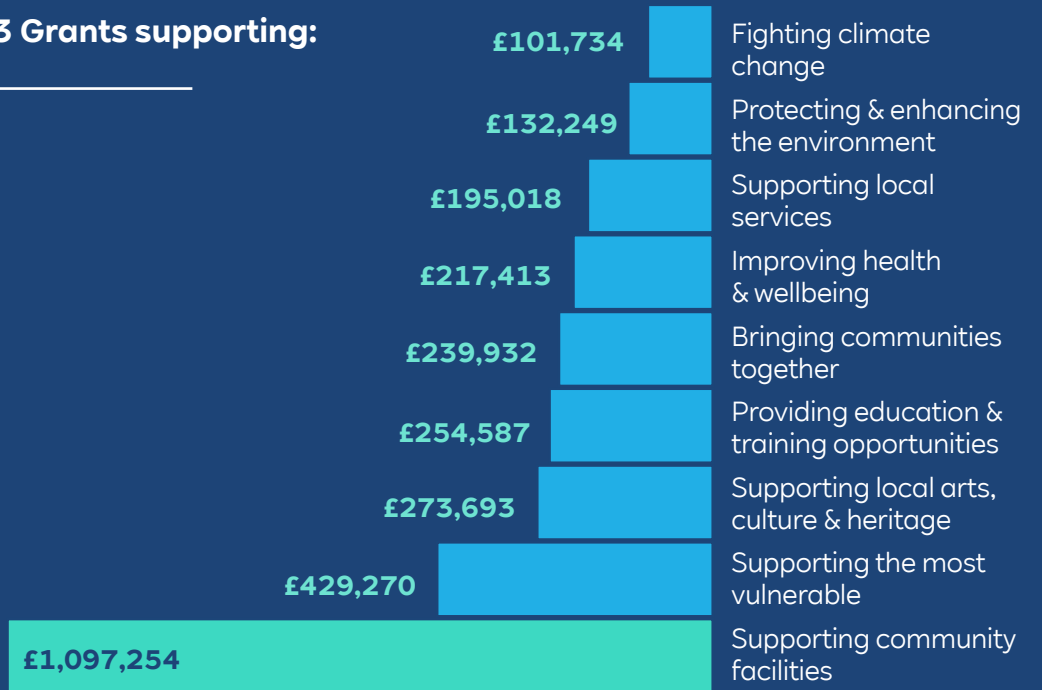 3 Grants supporting:
£101,734
Fighting climate
change
£132,249
Protecting & enhancing
the environment
£195,018
Supporting local
services
£217,413
Improving health
& wellbeing
£239,932
Bringing communities
together
£254,587
Providing education &
training opportunities
£273,693
Supporting local arts,
culture & heritage
£429,270
Supporting the most
vulnerable
£1,097,254
Supporting community
facilities